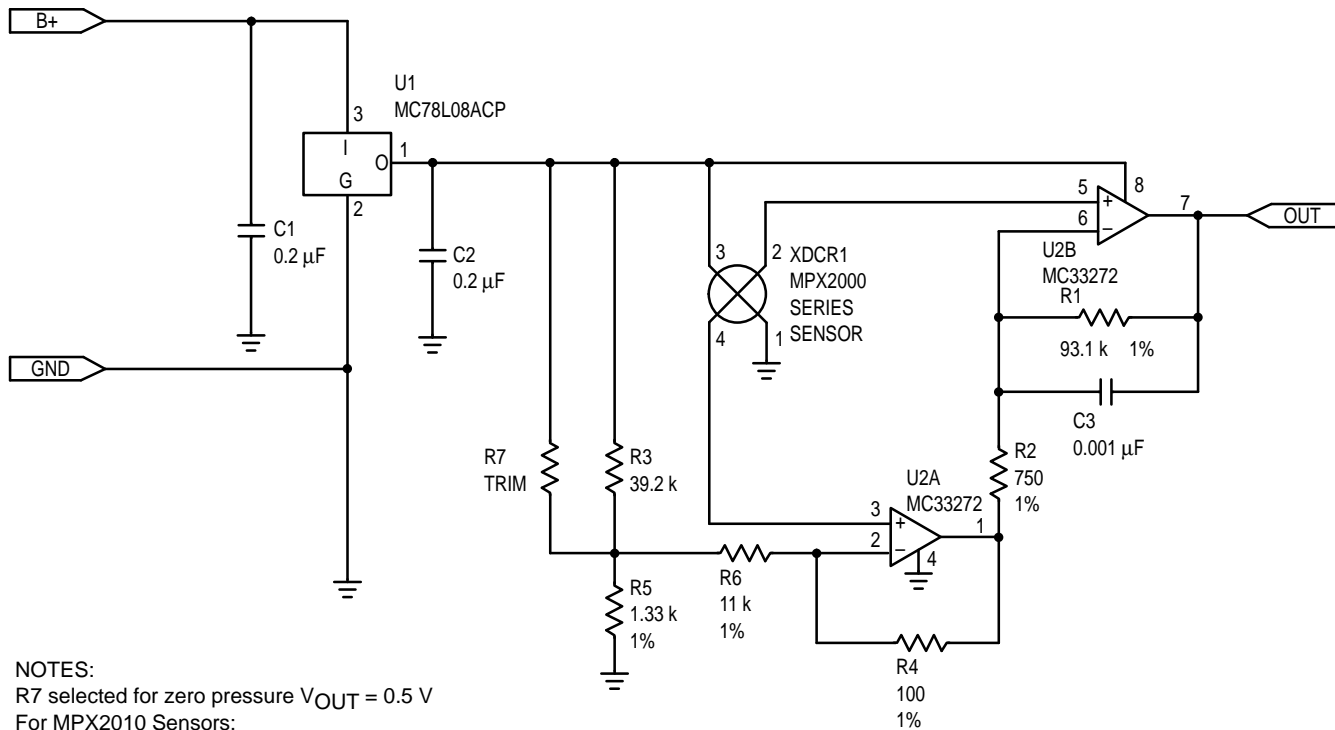 B+
U1
MC78L08ACP
3
I
O
1
G
2
C1
0.2 µF
C2
0.2 µF
GND
3
2
4
1
XDCR1
MPX2000
SERIES
SENSOR
5
6
8
7
+
–
OUT
U2B
MC33272
R1
93.1 k 1%
C3
0.001 µF
R2
750
1%
R7
TRIM
R3
39.2 k
U2A
MC33272
3
2
+
–
1
4
R6
11 k
1%
R5
1.33 k
1%
R4
100
1%
NOTES:
R7 selected for zero pressure VOUT = 0.5 V
For MPX2010 Sensors: